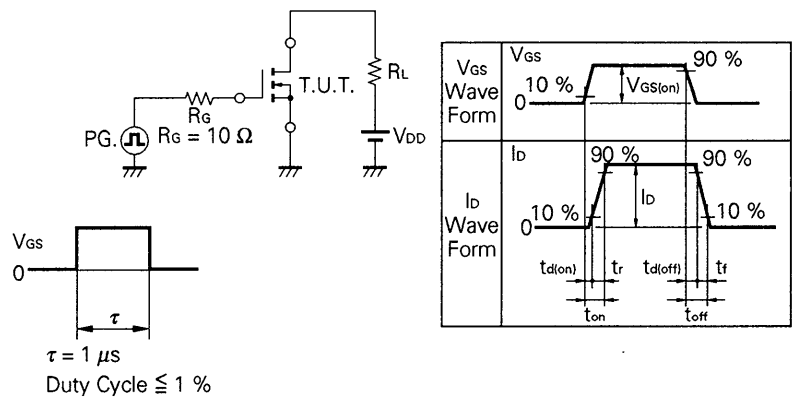 T.U.T.
RL
RG
PG.
RG = 10 Ω
VDD
VGS
0
τ
τ = 1 μs
Duty Cycle ≦ 1 %
VGS
Wave
Form
VGS
10 %
0
VGS(on)
90 %
ID
Wave
Form
ID
90 %
90 %
10 %
0
ID
10 %
td(on)
tr
td(off)
tf
ton
toff